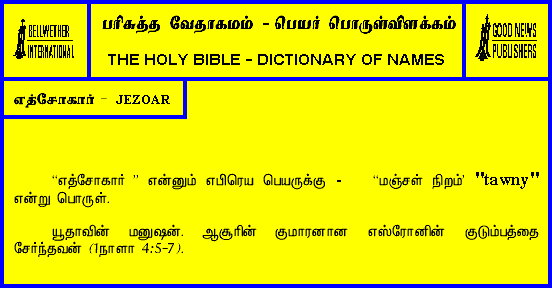 BELLWETHER
INTERNATIONAL
பரிசுத்த வேதாகமம் - பெயர் பொருள்விளக்கம்
THE HOLY BIBLE - DICTIONARY OF NAMES
GOOD NEWS
PUBLISHERS
எத்சோகார் - JEZOAR
“எத்சோகார் ” என்னும் எபிரெய பெயருக்கு - “மஞ்சள் நிறம்’ "tawny"
என்று பொருள்.
யூதாவின் மனுஷன். ஆசூரின் குமாரனான எஸ்ரோனின் குடும்பத்தை
சேர்ந்தவன் (1நாளா 4:5-7).